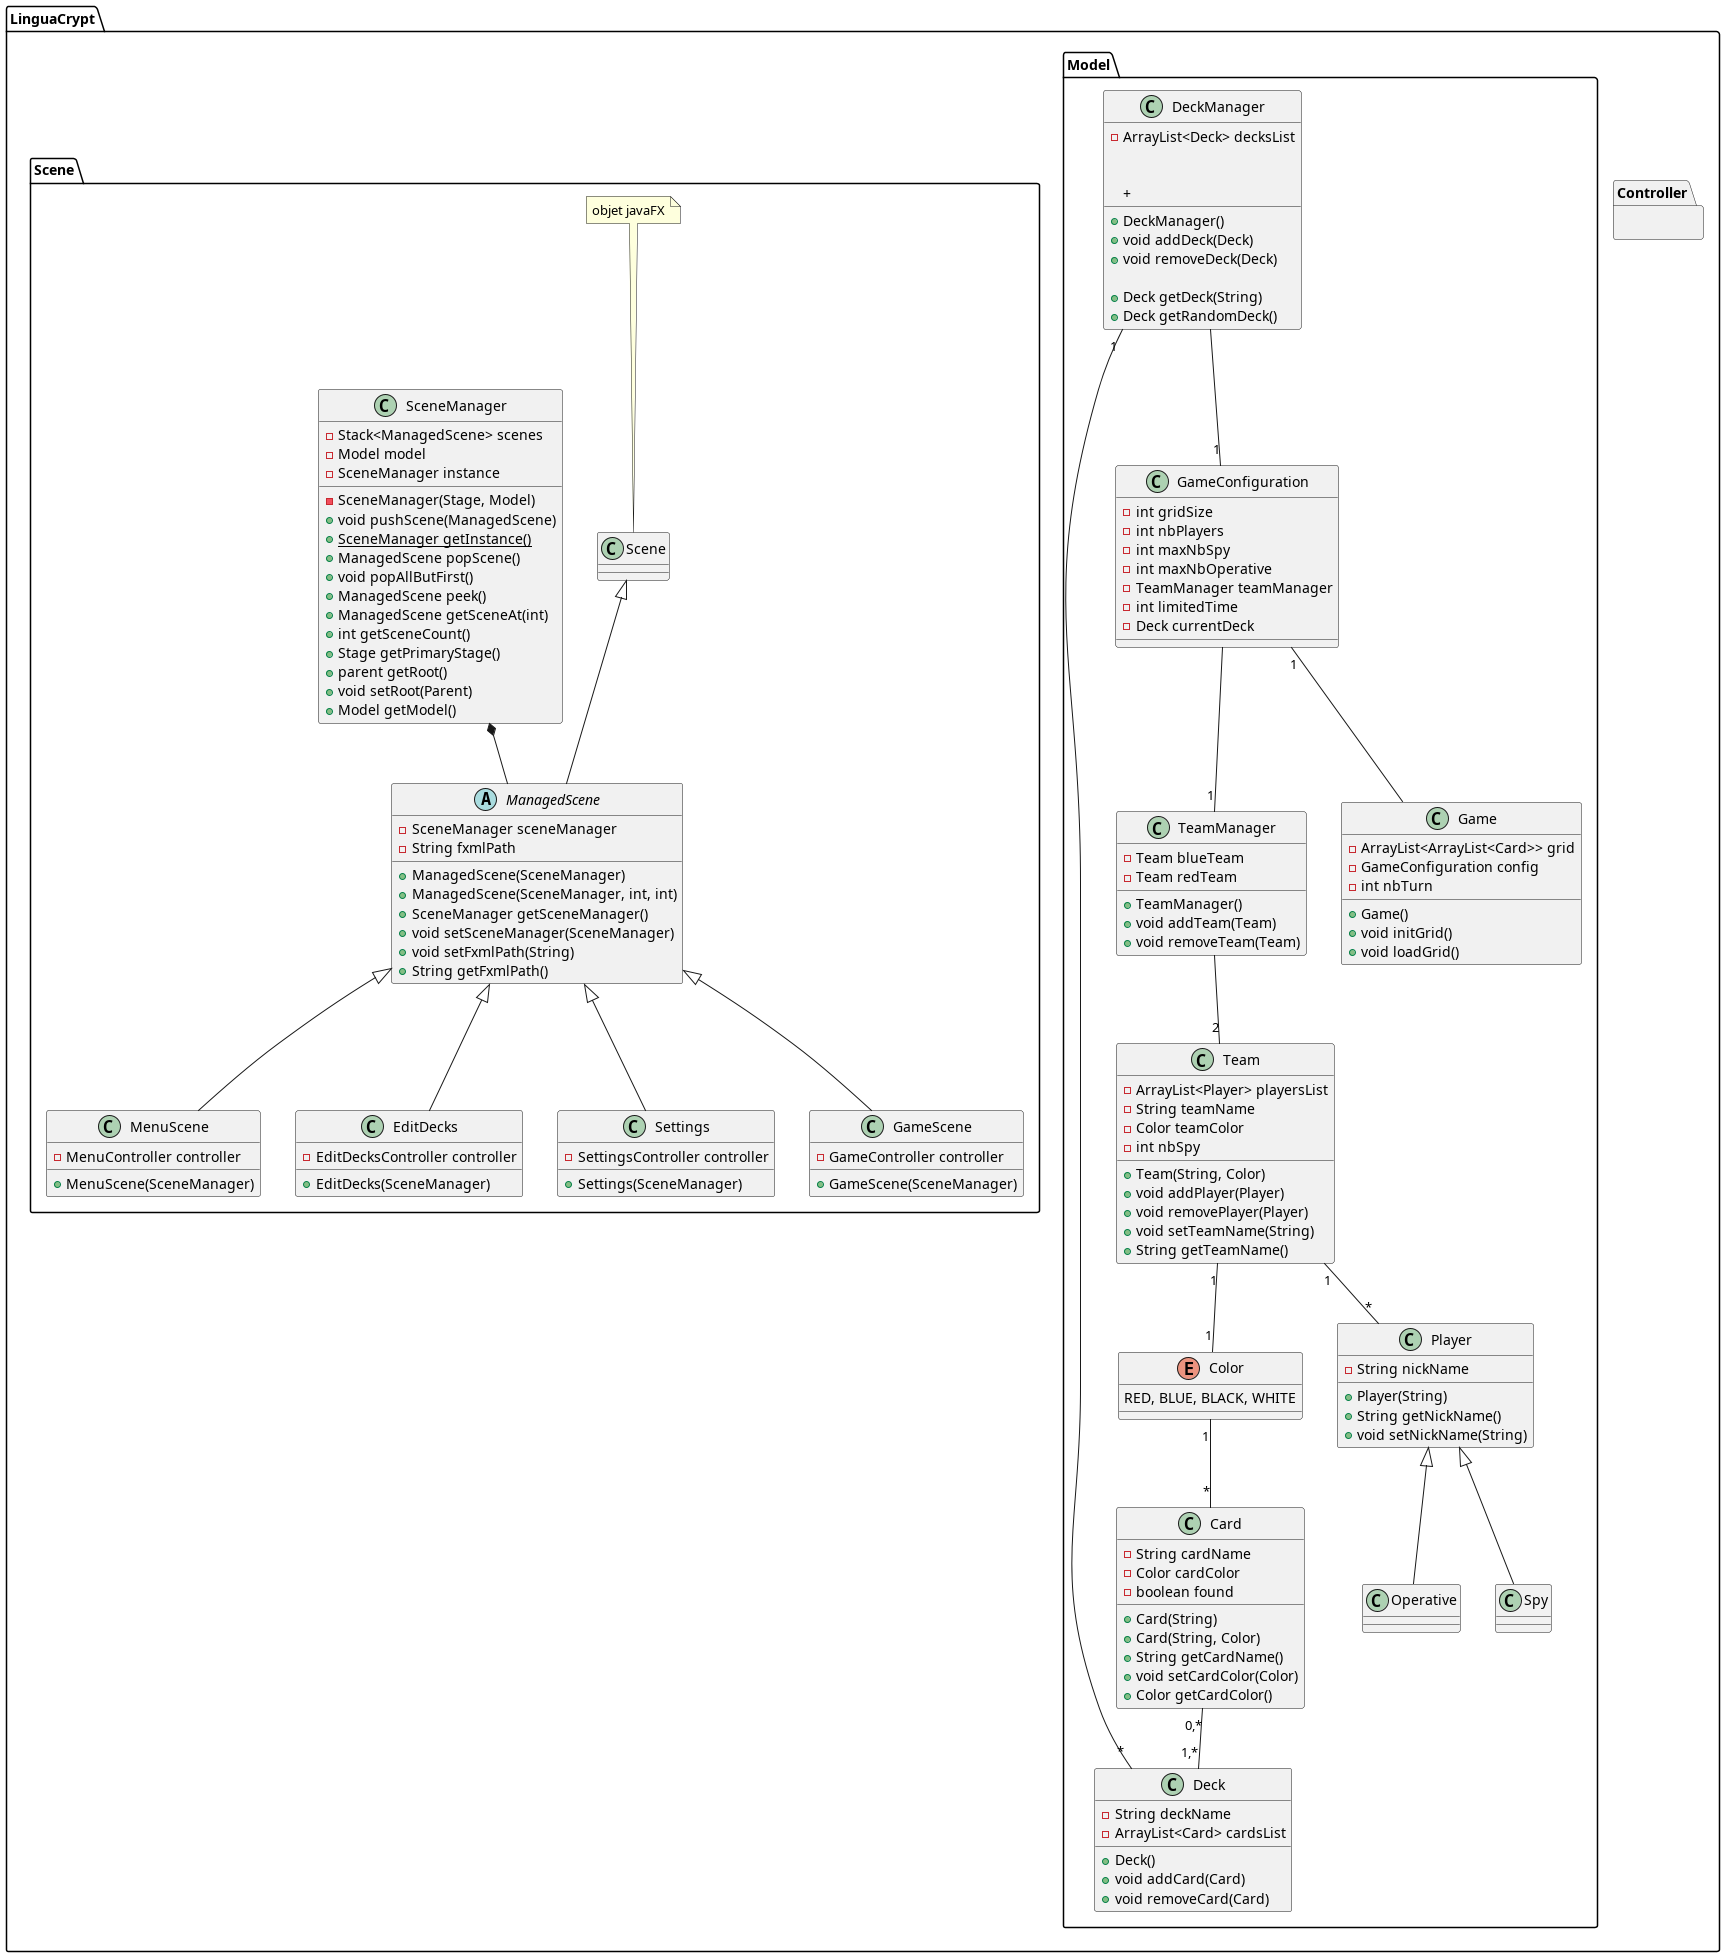 LinguaCrypt
Scene
objet javaFX
C SceneManager
Stack<ManagedScene> scenes
Model model
SceneManager instance
SceneManager(Stage, Model)
void pushScene(ManagedScene)
SceneManager getInstance()
ManagedScene popScene()
void popAllButFirst()
ManagedScene peek()
ManagedScene getSceneAt(int)
int getSceneCount()
Stage getPrimaryStage()
parent getRoot()
void setRoot(Parent)
Model getModel()
C Scene
A ManagedScene
SceneManager sceneManager
String fxmlPath
ManagedScene(SceneManager)
ManagedScene(SceneManager, int, int)
SceneManager getSceneManager()
void setSceneManager(SceneManager)
void setFxmlPath(String)
String getFxmlPath()
C MenuScene
MenuController controller
MenuScene(SceneManager)
C EditDecks
EditDecksController controller
EditDecks(SceneManager)
C Settings
SettingsController controller
Settings(SceneManager)
C GameScene
GameController controller
GameScene(SceneManager)
Model
C DeckManager
ArrayList<Deck> decksList
+
DeckManager()
void addDeck(Deck)
void removeDeck(Deck)
Deck getDeck(String)
Deck getRandomDeck()
1
1
C GameConfiguration
int gridSize
int nbPlayers
int maxNbSpy
int maxNbOperative
TeamManager teamManager
int limitedTime
Deck currentDeck
1
1
C TeamManager
Team blueTeam
Team redTeam
TeamManager()
void addTeam(Team)
void removeTeam(Team)
C Game
ArrayList<ArrayList<Card>> grid
GameConfiguration config
int nbTurn
Game()
void initGrid()
void loadGrid()
2
C Team
ArrayList<Player> playersList
String teamName
Color teamColor
int nbSpy
Team(String, Color)
void addPlayer(Player)
void removePlayer(Player)
void setTeamName(String)
String getTeamName()
1
1
1
*
E Color
RED, BLUE, BLACK, WHITE
C Player
String nickName
Player(String)
String getNickName()
void setNickName(String)
1
*
C Card
String cardName
Color cardColor
boolean found
Card(String)
Card(String, Color)
String getCardName()
void setCardColor(Color)
Color getCardColor()
C Operative
C Spy
0,*
*
1,*
C Deck
String deckName
ArrayList<Card> cardsList
Deck()
void addCard(Card)
void removeCard(Card)
Controller